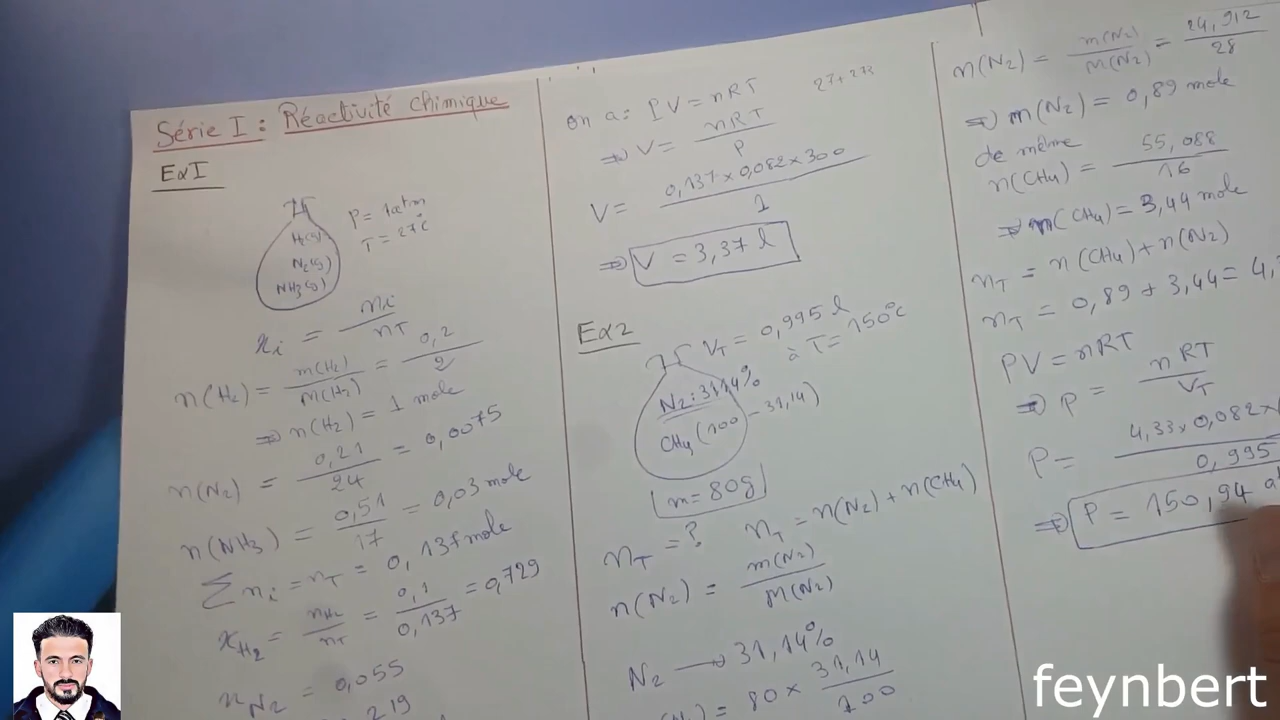 Série I : Réactivité chimique
Ex I
P = 1atm
T = 27°C
H2(g)
N2(g)
NH3(g)
xi = ni / nT
n(H2) = m(H2) / M(H2) = 0,2 / 2
⇒ n(H2) = 1 mole
n(N2) = 0,21 / 24 = 0,0075
n(NH3) = 0,51 / 17 = 0,03 mole
∑ ni = nT = 0,137 mole
xH2 = nH2 / nT = 0,1 / 0,137 = 0,729
xN2 = 0,055
219
on a : PV = nRT
27+273
⇒ V = nRT / P
V = 0,137 x 0,082 x 300 / 1
⇒ V = 3,37 l
Ex 2
VT = 0,995 l
à T = 150°C
N2 : 31,14%
CH4 (100 - 31,14)
m = 80g
nT = ? nT = n(N2) + n(CH4)
n(N2) = m(N2) / M(N2)
N2 → 31,14%
= 80 x 31,14 / 100
n(N2) = m(N2) / M(N2) = 24,912 / 28
⇒ n(N2) = 0,89 mole
de même
n(CH4) = 55,088 / 16
⇒ n(CH4) = 3,44 mole
nT = n(CH4) + n(N2)
nT = 0,89 + 3,44 = 4,
PV = nRT
⇒ P = nRT / VT
P = 4,33 x 0,082 x / 0,995
⇒ P = 150,94
feynbert